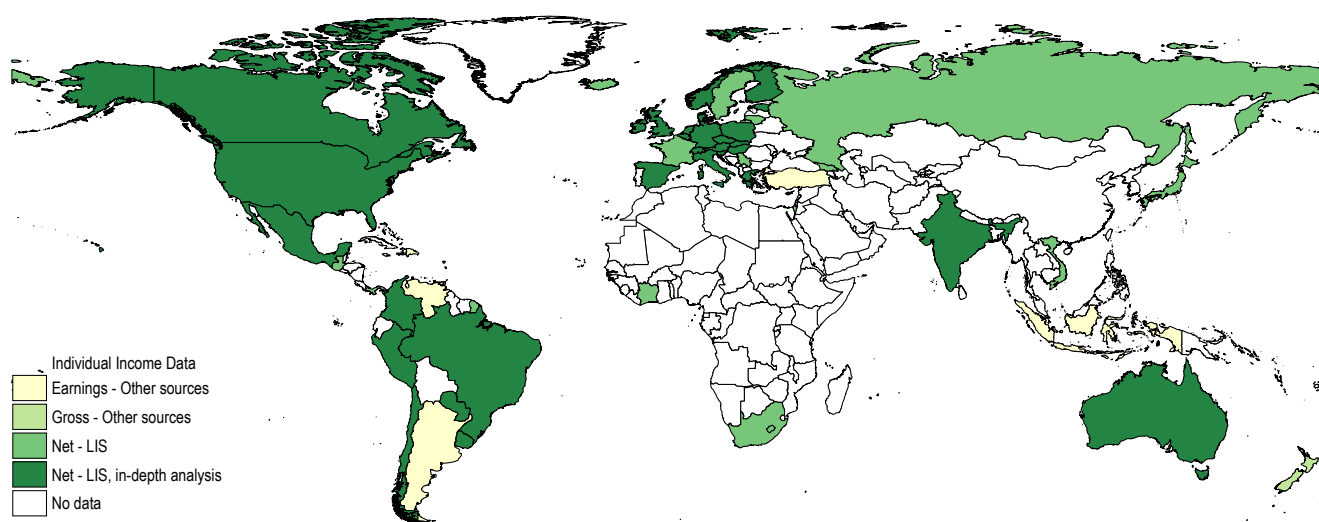 Individual Income Data
Earnings - Other sources
Gross - Other sources
Net - LIS
Net - LIS, in-depth analysis
No data